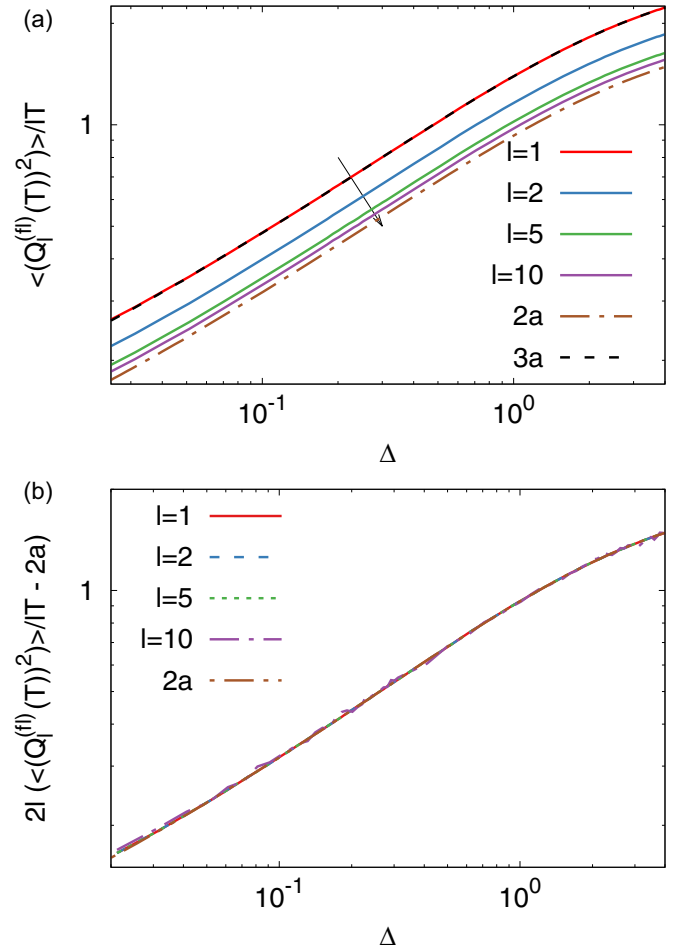 (a)
<(Q_l^(fl)(T))^2)>/lT
1
l=1
l=2
l=5
l=10
2a
3a
10^-1
10^0
Δ
(b)
2l (<(Q_l^(fl)(T))^2)>/lT - 2a)
1
l=1
l=2
l=5
l=10
2a
10^-1
10^0
Δ